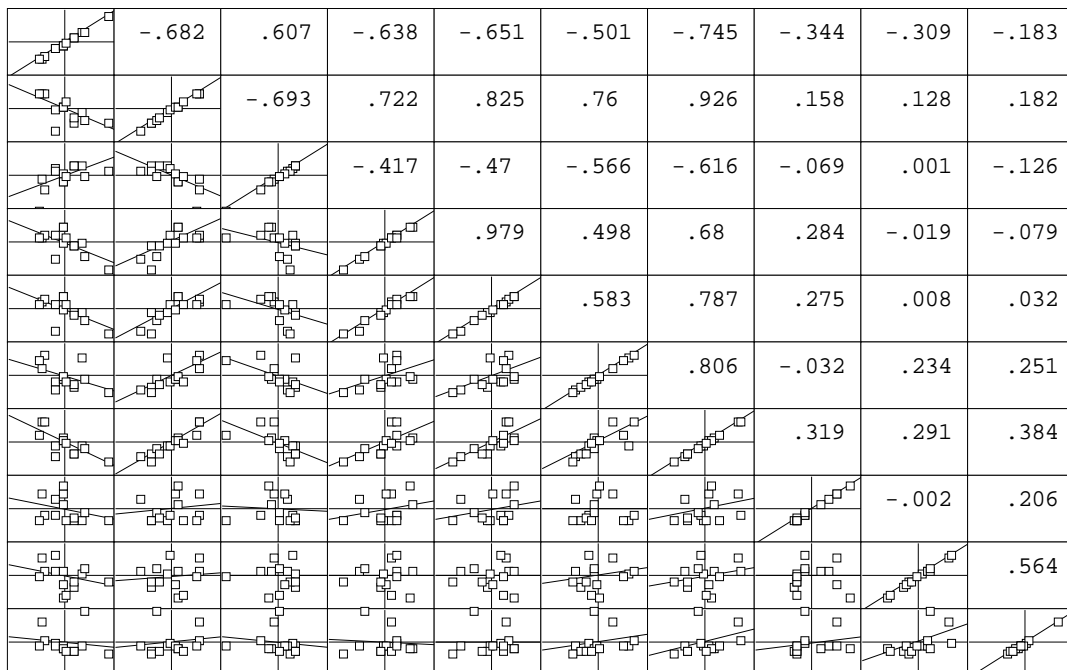 -.682 .607 -.638 -.651 -.501 -.745 -.344 -.309 -.183
-.693 .722 .825 .76 .926 .158 .128 .182
-.417 -.47 -.566 -.616 -.069 .001 -.126
.979 .498 .68 .284 -.019 -.079
.583 .787 .275 .008 .032
.806 -.032 .234 .251
.319 .291 .384
-.002 .206
.564